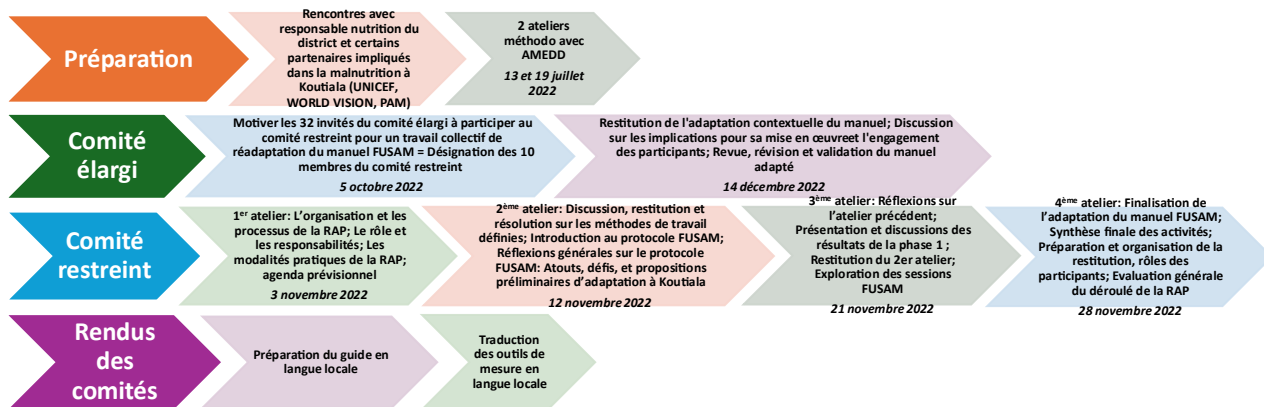 Préparation
Rencontres avec
responsable nutrition du
district et certains
partenaires impliqués
dans la malnutrition à
Koutiala (UNICEF,
WORLD VISION, PAM)
2 ateliers
méthodo avec
AMEDD
13 et 19 juillet
2022
Comité
élargi
Motiver les 32 invités du comité élargi à participer au
comité restreint pour un travail collectif de
réadaptation du manuel FUSAM = Désignation des 10
membres du comité restreint
5 octobre 2022
Restitution de l'adaptation contextuelle du manuel; Discussion
sur les implications pour sa mise en œuvreet l'engagement
des participants; Revue, révision et validation du manuel
adapté
14 décembre 2022
Comité
restreint
1er atelier: L'organisation et les
processus de la RAP; Le rôle et
les responsabilités; Les
modalités pratiques de la RAP;
agenda prévisionnel
3 novembre 2022
2ème atelier: Discussion, restitution et
résolution sur les méthodes de travail
définies; Introduction au protocole FUSAM;
Réflexions générales sur le protocole
FUSAM: Atouts, défis, et propositions
préliminaires d'adaptation à Koutiala
12 novembre 2022
3ème atelier: Réflexions sur
l'atelier précédent;
Présentation et discussions des
résultats de la phase 1 ;
Restitution du 2er atelier;
Exploration des sessions
FUSAM
21 novembre 2022
4ème atelier: Finalisation de
l'adaptation du manuel FUSAM;
Synthèse finale des activités;
Préparation et organisation de la
restitution, rôles des
participants; Evaluation générale
du déroulé de la RAP
28 novembre 2022
Rendus
des
comités
Préparation du guide en
langue locale
Traduction
des outils de
mesure en
langue locale